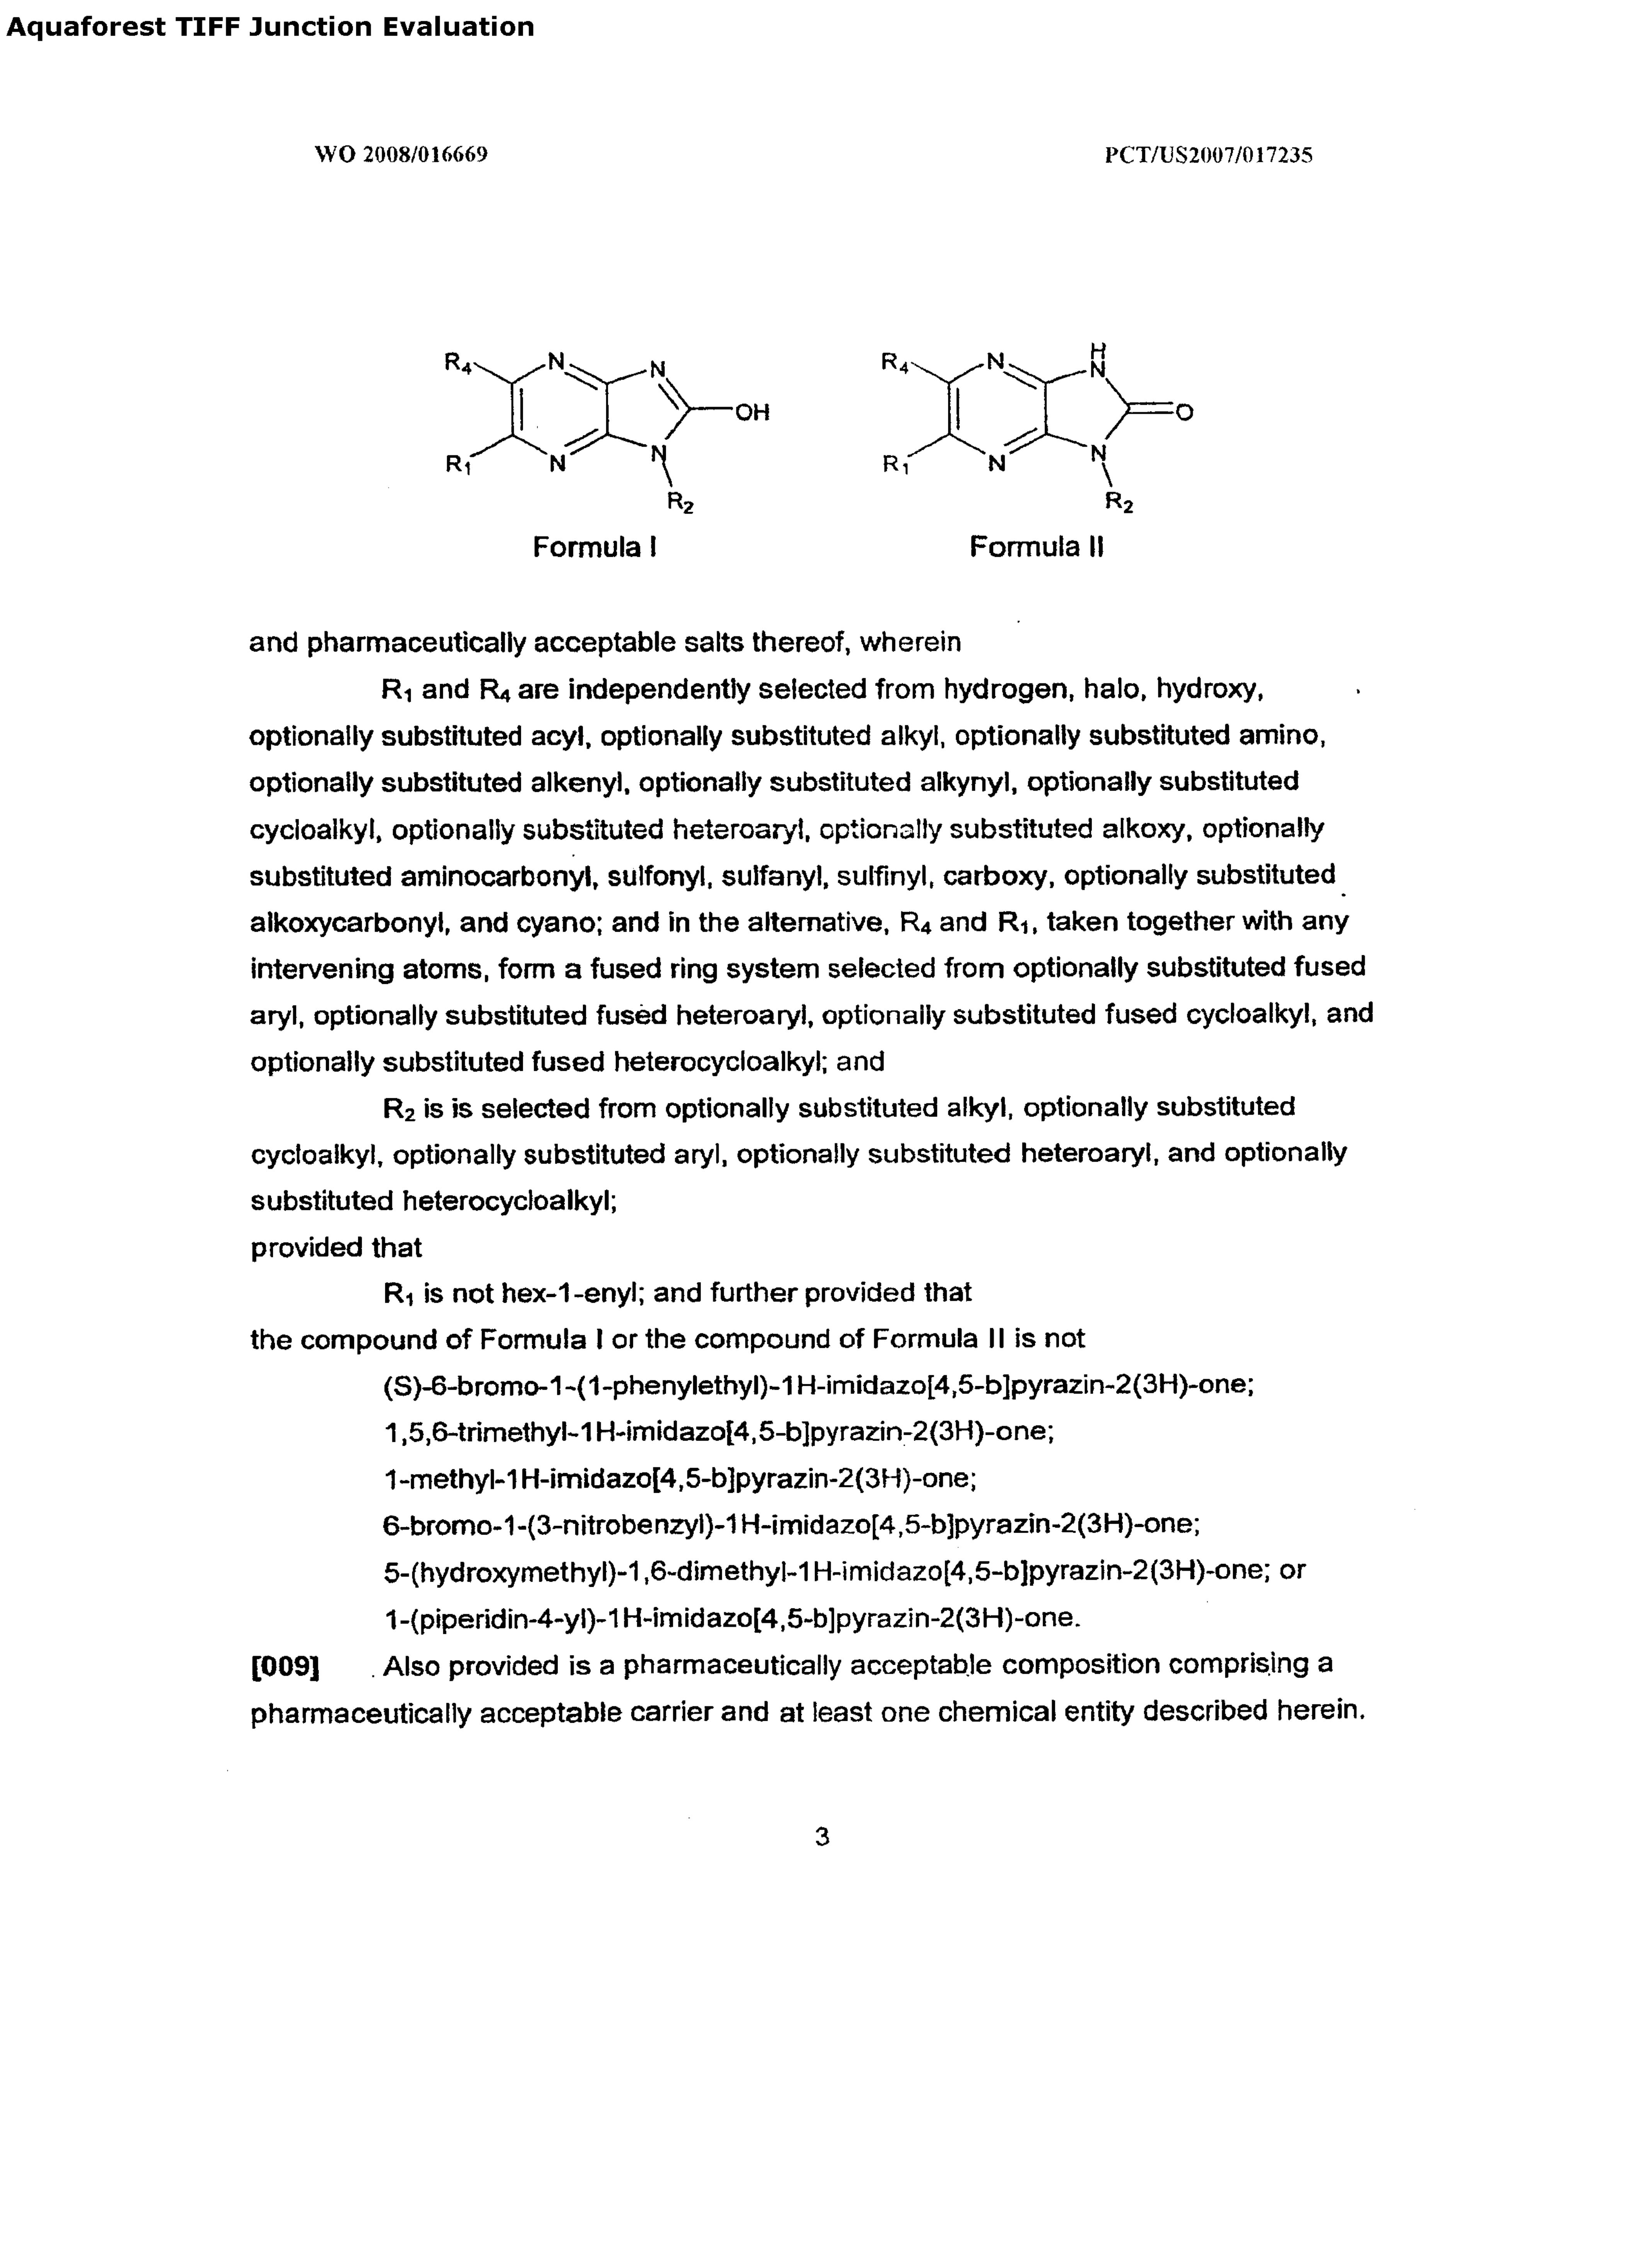 Aquaforest TIFF Junction Evaluation
WO 2008/016669 PCT/US2007/017235
R4 N N OH R1 N N R2
R4 N H N O R1 N N R2
Formula I Formula II
and pharmaceutically acceptable salts thereof, wherein
R1 and R4 are independently selected from hydrogen, halo, hydroxy,
optionally substituted acyl, optionally substituted alkyl, optionally substituted amino,
optionally substituted alkenyl, optionally substituted alkynyl, optionally substituted
cycloalkyl, optionally substituted heteroaryl, optionally substituted alkoxy, optionally
substituted aminocarbonyl, sulfonyl, sulfanyl, sulfinyl, carboxy, optionally substituted
alkoxycarbonyl, and cyano; and in the alternative, R4 and R1, taken together with any
intervening atoms, form a fused ring system selected from optionally substituted fused
aryl, optionally substituted fused heteroaryl, optionally substituted fused cycloalkyl, and
optionally substituted fused heterocycloalkyl; and
R2 is is selected from optionally substituted alkyl, optionally substituted
cycloalkyl, optionally substituted aryl, optionally substituted heteroaryl, and optionally
substituted heterocycloalkyl;
provided that
R1 is not hex-1-enyl; and further provided that
the compound of Formula I or the compound of Formula II is not
(S)-6-bromo-1-(1-phenylethyl)-1H-imidazo[4,5-b]pyrazin-2(3H)-one;
1,5,6-trimethyl-1H-imidazo[4,5-b]pyrazin-2(3H)-one;
1-methyl-1H-imidazo[4,5-b]pyrazin-2(3H)-one;
6-bromo-1-(3-nitrobenzyl)-1H-imidazo[4,5-b]pyrazin-2(3H)-one;
5-(hydroxymethyl)-1,6-dimethyl-1H-imidazo[4,5-b]pyrazin-2(3H)-one; or
1-(piperidin-4-yl)-1H-imidazo[4,5-b]pyrazin-2(3H)-one.
[009] Also provided is a pharmaceutically acceptable composition comprising a
pharmaceutically acceptable carrier and at least one chemical entity described herein.
3